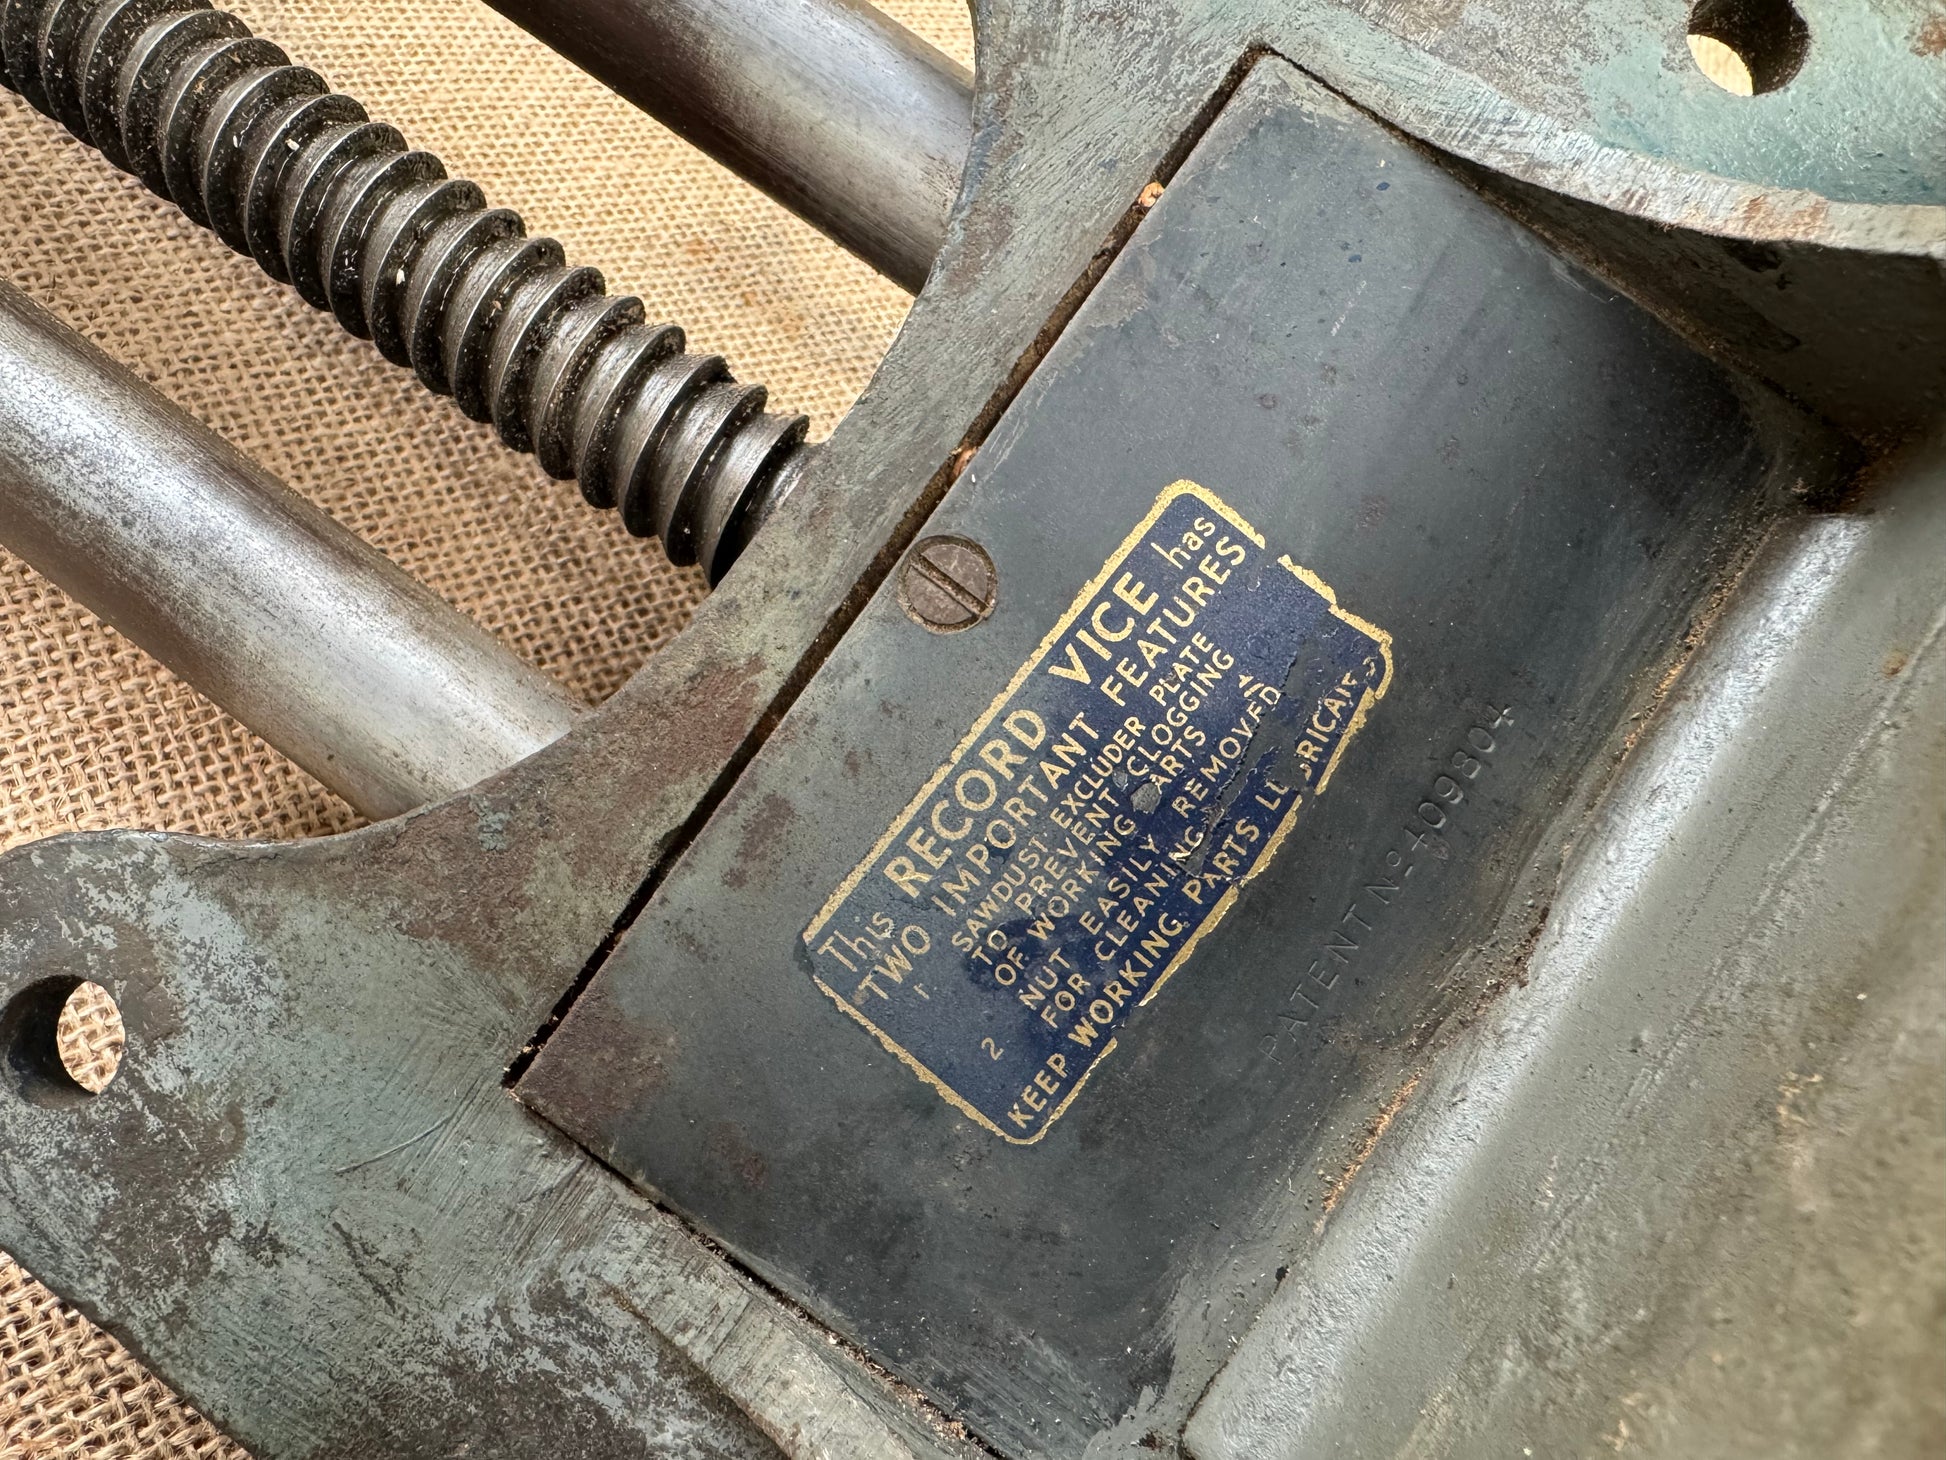 This RECORD VICE has
TWO IMPORTANT FEATURES
1 SAWDUST EXCLUDER PLATE
TO PREVENT CLOGGING
OF WORKING PARTS
2 NUT EASILY REMOVED
FOR CLEANING
KEEP WORKING PARTS
PATENT No 409804